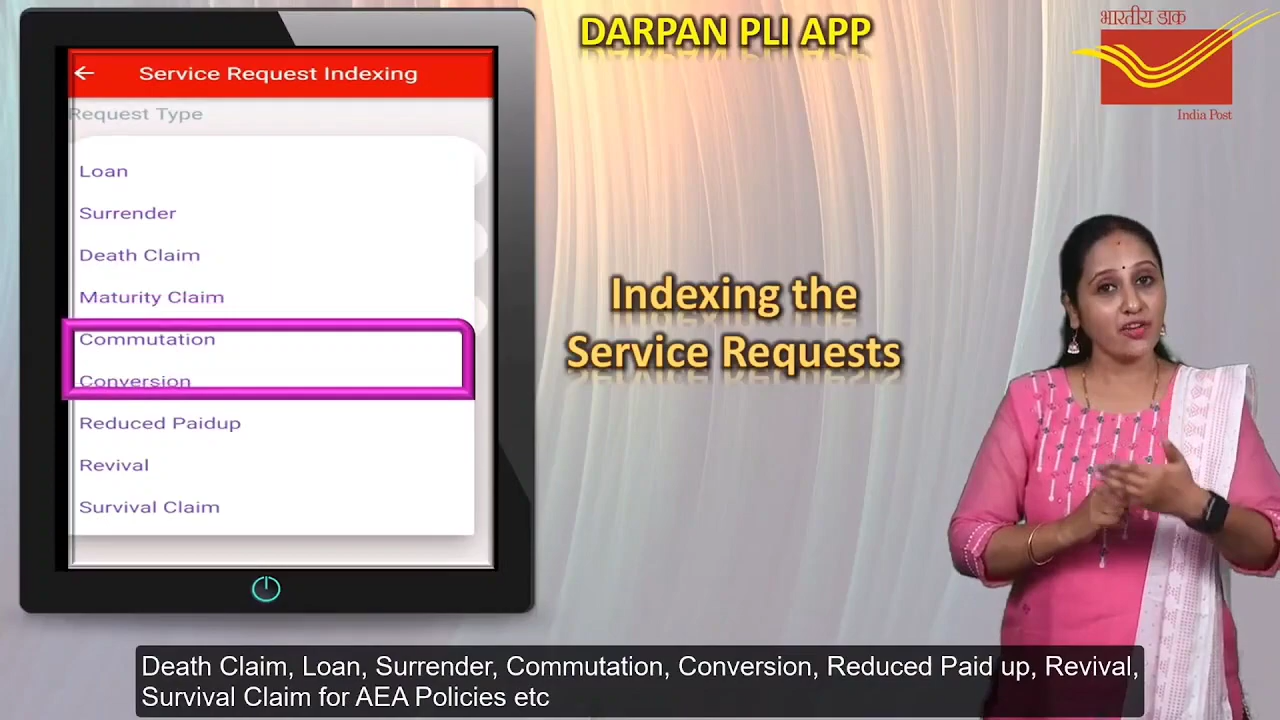 DARPAN PLI APP
भारतीय डाक
India Post
Service Request Indexing
Request Type
Loan
Surrender
Death Claim
Maturity Claim
Commutation
Conversion
Reduced Paidup
Revival
Survival Claim
Indexing the
Service Requests
Death Claim, Loan, Surrender, Commutation, Conversion, Reduced Paid up, Revival,
Survival Claim for AEA Policies etc